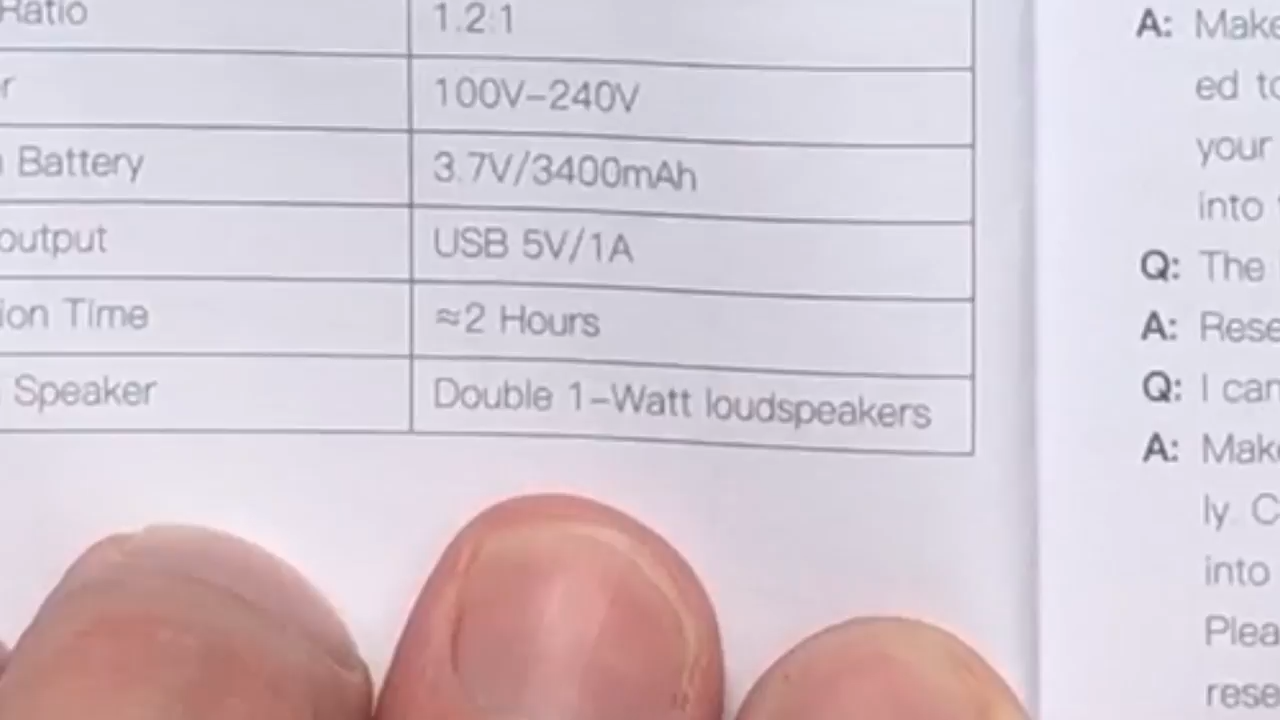 Ratio 1.2:1
r 100V–240V
Battery 3.7V/3400mAh
output USB 5V/1A
ion Time ≈2 Hours
Speaker Double 1–Watt loudspeakers
A: Make
ed to
your
into
Q: The
A: Rese
Q: I can
A: Make
ly. C
into
Plea
rese